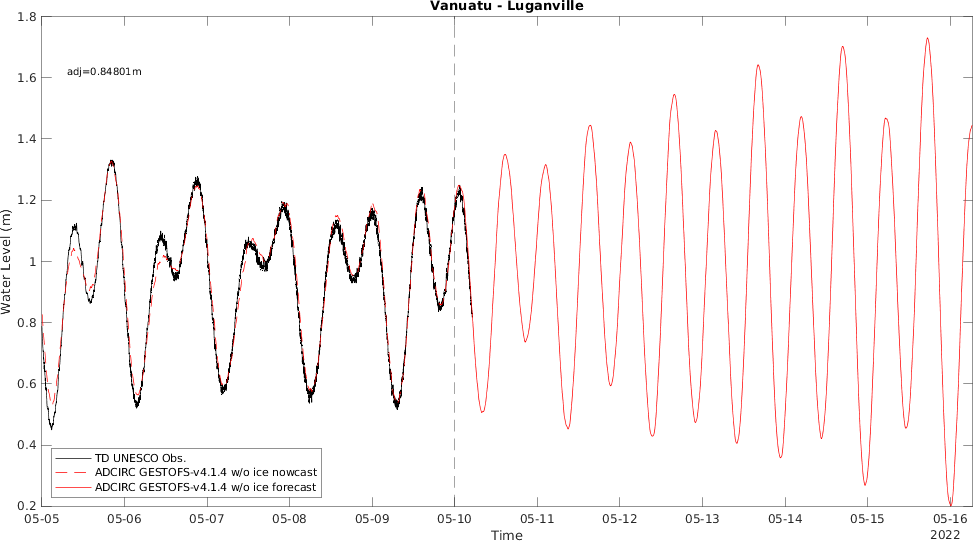 Vanuatu - Luganville
1.8
1.6
1.4
1.2
1
0.8
0.6
0.4
0.2
Water Level (m)
adj=0.84801m
TD UNESCO Obs.
ADCIRC GESTOFS-v4.1.4 w/o ice nowcast
ADCIRC GESTOFS-v4.1.4 w/o ice forecast
05-05 05-06 05-07 05-08 05-09 05-10 05-11 05-12 05-13 05-14 05-15 05-16
Time
2022